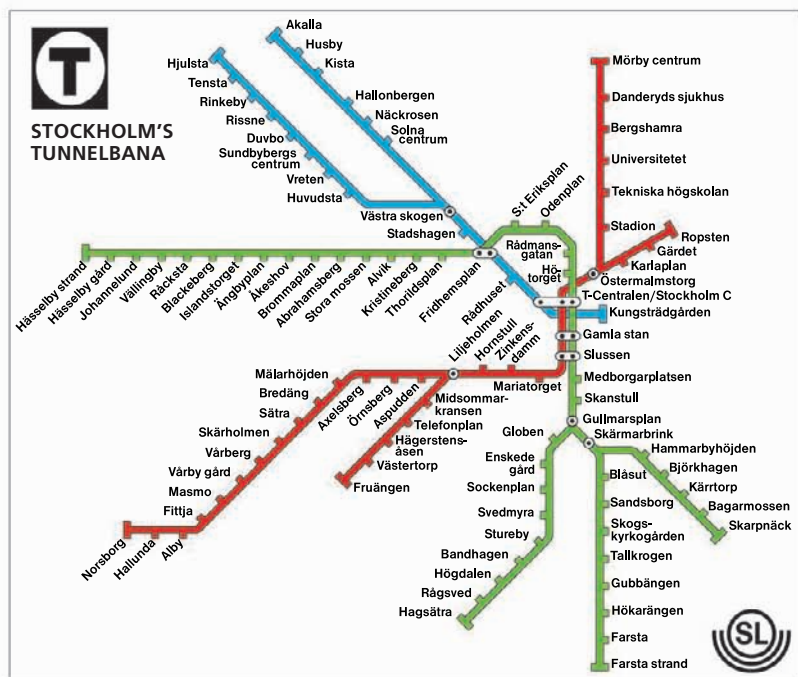 T
STOCKHOLM'S
TUNNELBANA
Akalla
Husby
Kista
Hallonbergen
Näckrosen
Solna
centrum
Hjulsta
Tensta
Rinkeby
Rissne
Duvbo
Sundbybergs
centrum
Vreten
Huvudsta
Västra skogen
Stadshagen
Mörby centrum
Danderyds sjukhus
Bergshamra
Universitetet
Tekniska högskolan
Stadion
Ropsten
Gärdet
Karlaplan
Östermalmstorg
S:t Eriksplan
Odenplan
Rådmans-
gatan
Hö-
torget
T-Centralen/Stockholm C
Kungsträdgården
Gamla stan
Slussen
Hässelby strand
Hässelby gård
Johannelund
Vällingby
Råcksta
Blackeberg
Islandstorget
Ängbyplan
Åkeshov
Brommaplan
Abrahamsberg
Stora mossen
Alvik
Kristineberg
Thorildsplan
Fridhemsplan
Rådhuset
Liljeholmen
Hornstull
Zinkens-
damm
Mariatorget
Mälarhöjden
Bredäng
Sätra
Skärholmen
Vårberg
Vårby gård
Masmo
Fittja
Norsborg
Hallunda
Alby
Axelsberg
Örnsberg
Aspudden
Midsommar-
kransen
Telefonplan
Hägerstens-
åsen
Västertorp
Fruängen
Medborgarplatsen
Skanstull
Gullmarsplan
Skärmarbrink
Hammarbyhöjden
Björkhagen
Kärrtorp
Bagarmossen
Skarpnäck
Globen
Enskede
gård
Sockenplan
Svedmyra
Stureby
Bandhagen
Högdalen
Rågsved
Hagsätra
Blåsut
Sandsborg
Skogs-
kyrkogården
Tallkrogen
Gubbängen
Hökarängen
Farsta
Farsta strand
SL